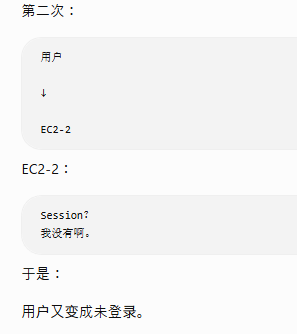 第二次：
用户
↓
EC2-2
EC2-2：
Session?
我没有啊。
于是：
用户又变成未登录。